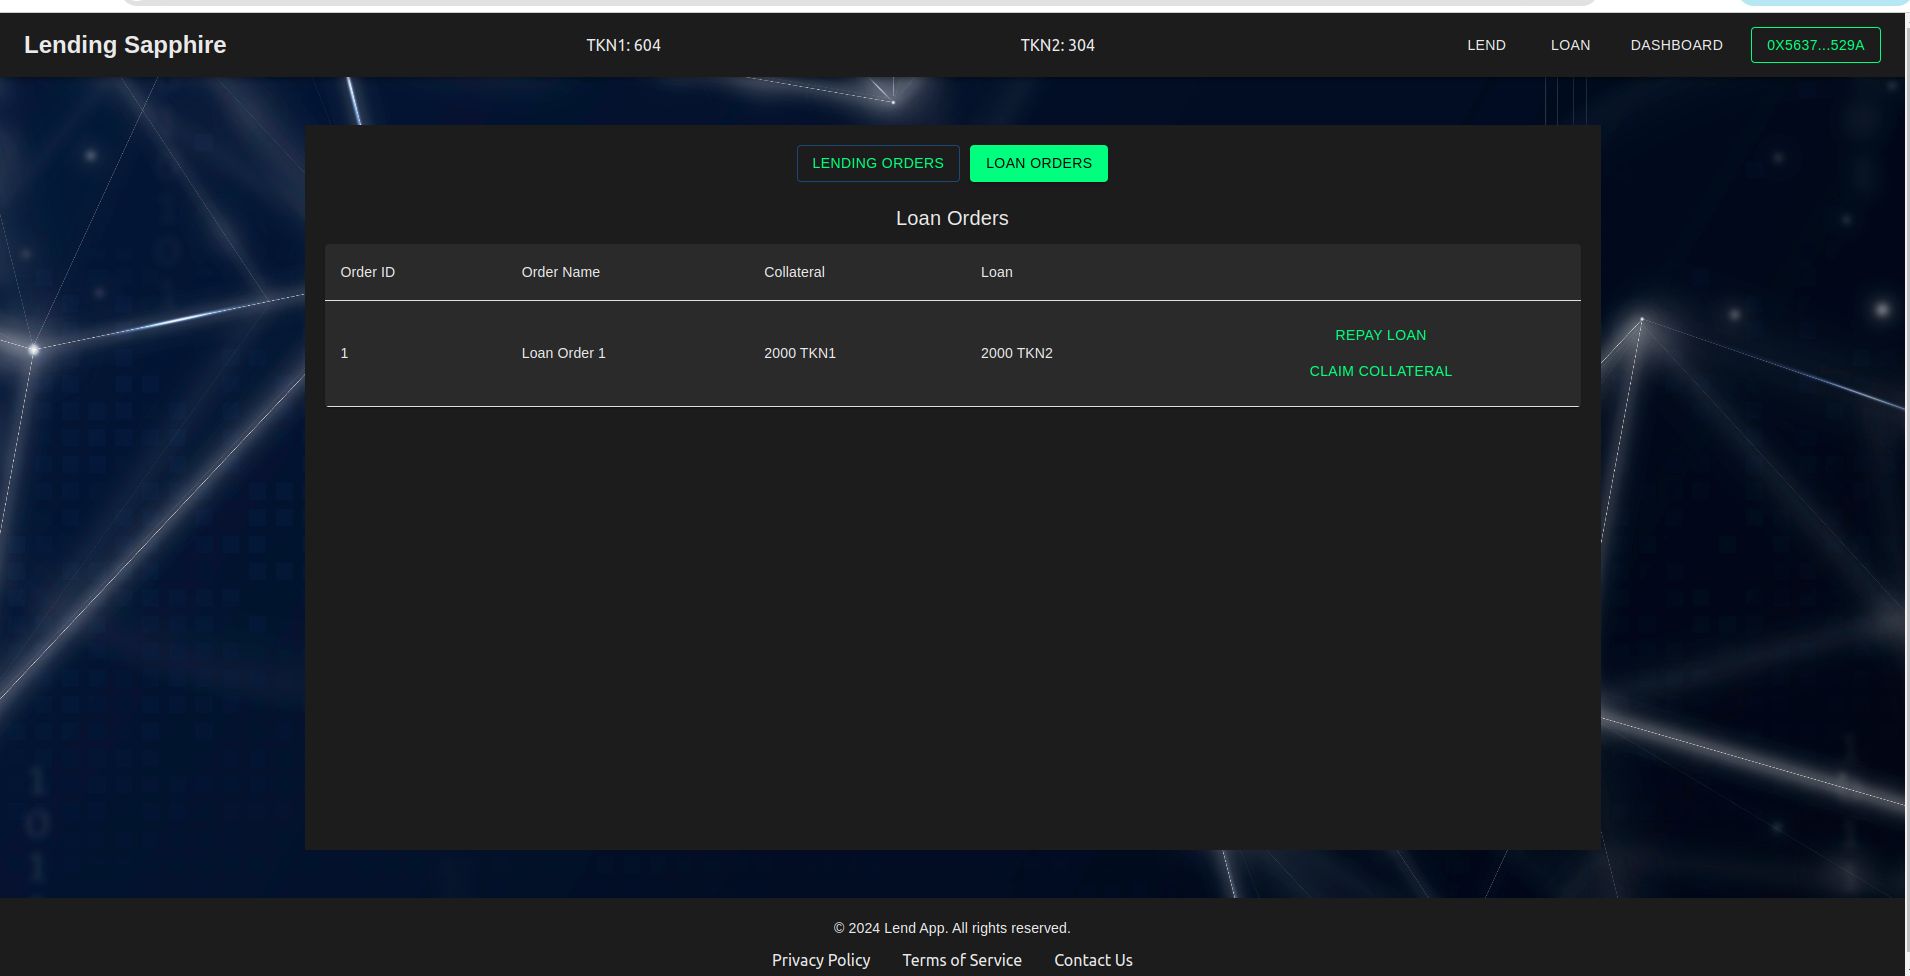 Lending Sapphire TKN1: 604 TKN2: 304 LEND LOAN DASHBOARD 0X5637...529A
LENDING ORDERS LOAN ORDERS
Loan Orders
Order ID Order Name Collateral Loan
REPAY LOAN
1 Loan Order 1 2000 TKN1 2000 TKN2
CLAIM COLLATERAL
© 2024 Lend App. All rights reserved.
Privacy Policy Terms of Service Contact Us